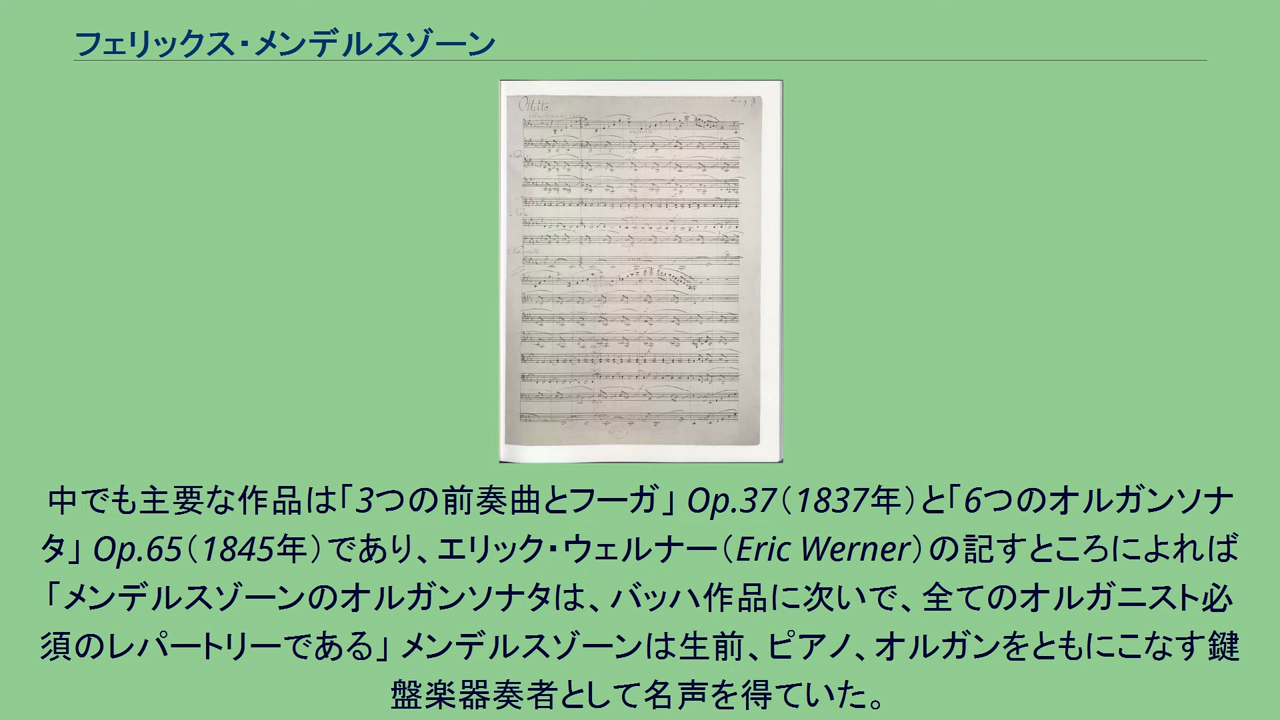 フェリックス・メンデルスゾーン
中でも主要な作品は「3つの前奏曲とフーガ」 Op.37（1837年）と「6つのオルガンソナ
タ」 Op.65（1845年）であり、エリック・ウェルナー（Eric Werner）の記すところによれば
「メンデルスゾーンのオルガンソナタは、バッハ作品に次いで、全てのオルガニスト必
須のレパートリーである」 メンデルスゾーンは生前、ピアノ、オルガンをともにこなす鍵
盤楽器奏者として名声を得ていた。